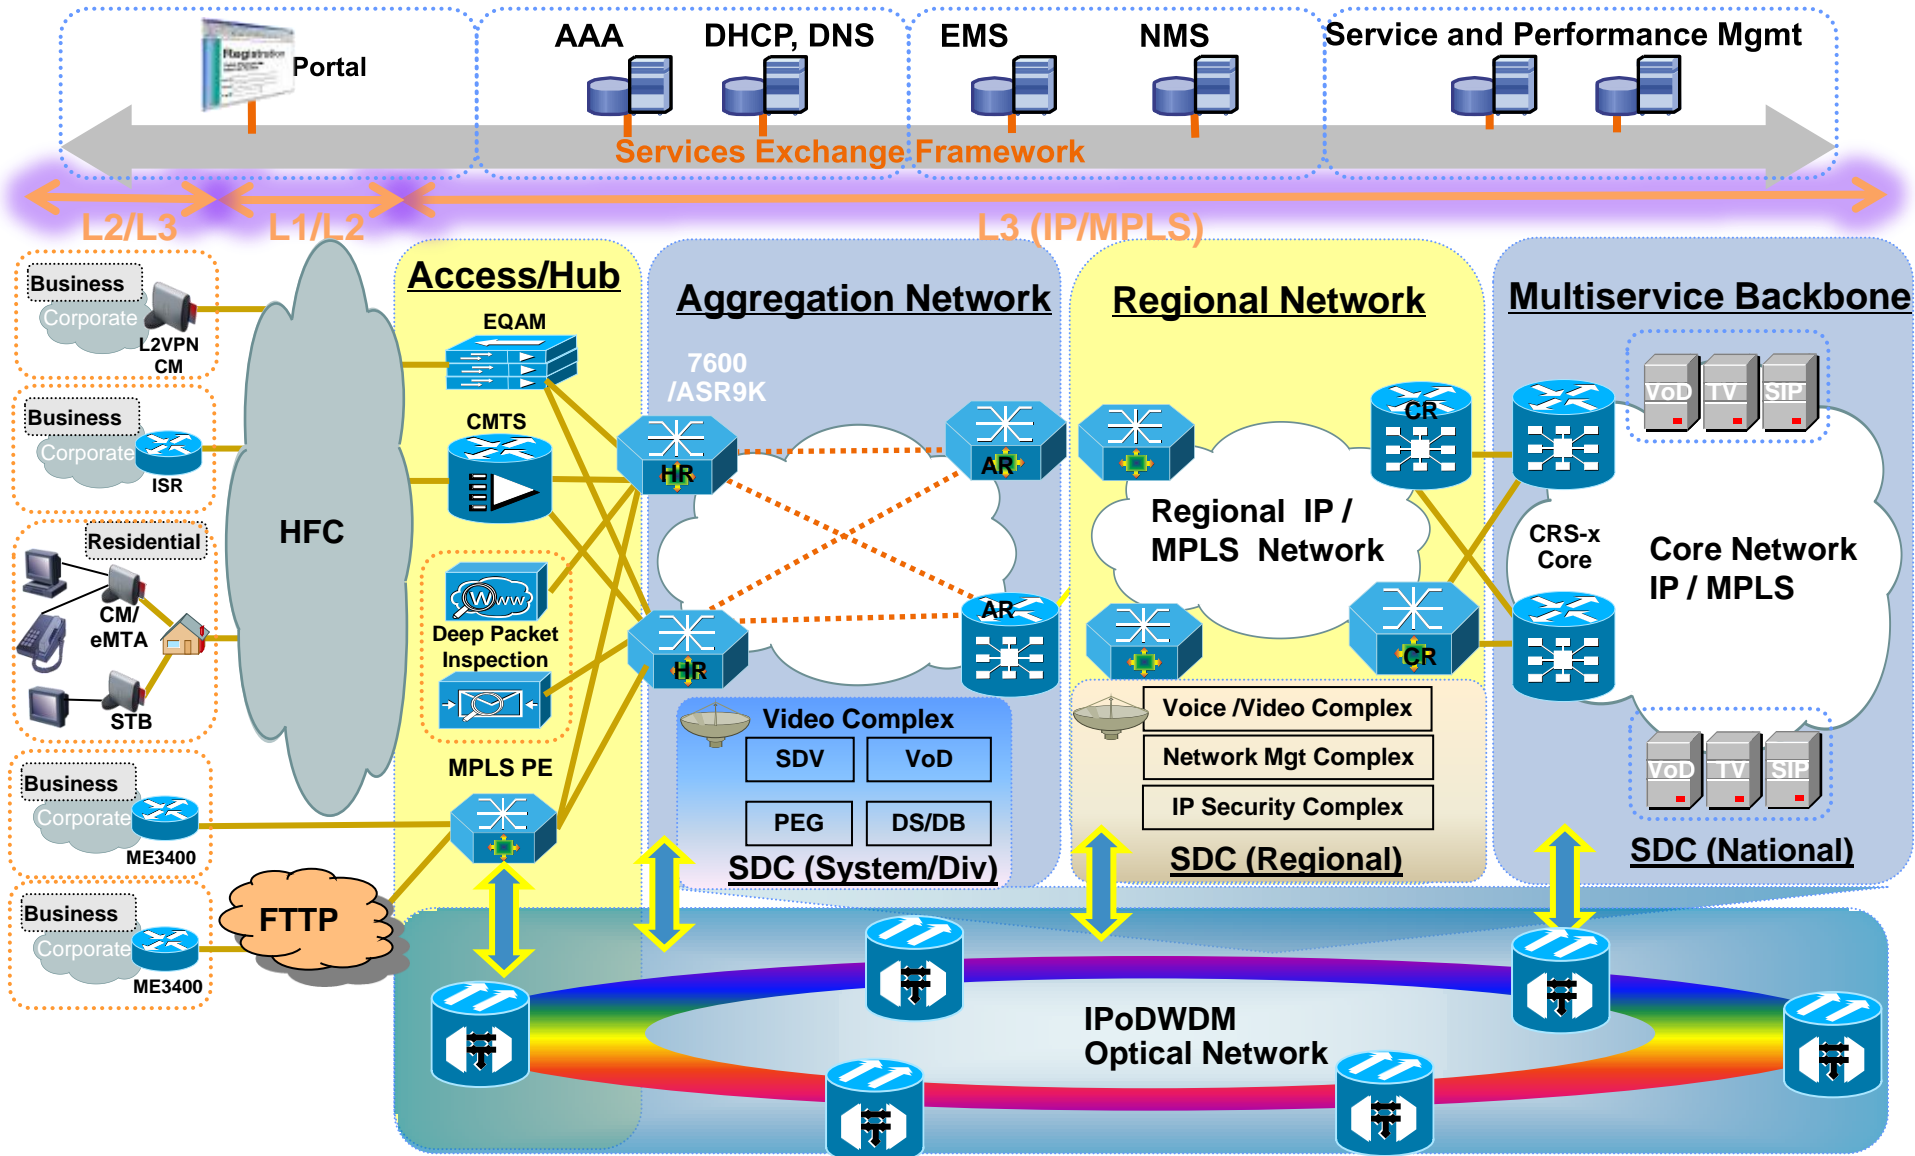 Registration
Portal
AAA
DHCP, DNS
EMS
NMS
Service and Performance Mgmt
Services Exchange Framework
L2/L3
L1/L2
L3 (IP/MPLS)
Business
Corporate
L2VPN
CM
Business
Corporate
ISR
Residential
CM/
eMTA
STB
Business
Corporate
ME3400
Business
Corporate
ME3400
HFC
FTTP
Access/Hub
EQAM
CMTS
Www
Deep Packet
Inspection
MPLS PE
Aggregation Network
7600
/ASR9K
HR
HR
AR
AR
Video Complex
SDV
VoD
PEG
DS/DB
SDC (System/Div)
Regional Network
CR
Regional IP /
MPLS Network
CR
Voice /Video Complex
Network Mgt Complex
IP Security Complex
SDC (Regional)
Multiservice Backbone
VoD
TV
SIP
CRS-x
Core
Core Network
IP / MPLS
VoD
TV
SIP
SDC (National)
IPoDWDM
Optical Network